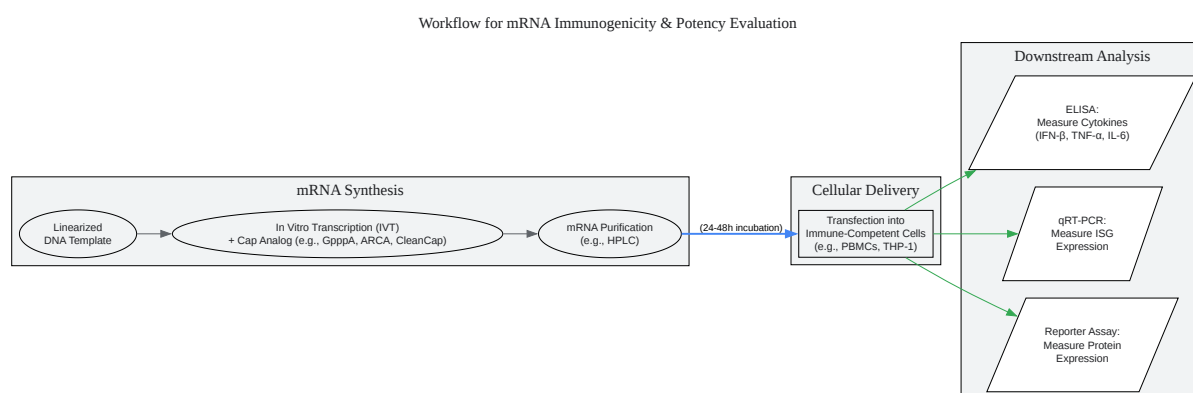 Workflow for mRNA Immunogenicity & Potency Evaluation
mRNA Synthesis
Linearized
DNA Template
In Vitro Transcription (IVT)
+ Cap Analog (e.g., GpppA, ARCA, CleanCap)
mRNA Purification
(e.g., HPLC)
(24-48h incubation)
Cellular Delivery
Transfection into
Immune-Competent Cells
(e.g., PBMCs, THP-1)
Downstream Analysis
ELISA:
Measure Cytokines
(IFN-β, TNF-α, IL-6)
qRT-PCR:
Measure ISG
Expression
Reporter Assay:
Measure Protein
Expression